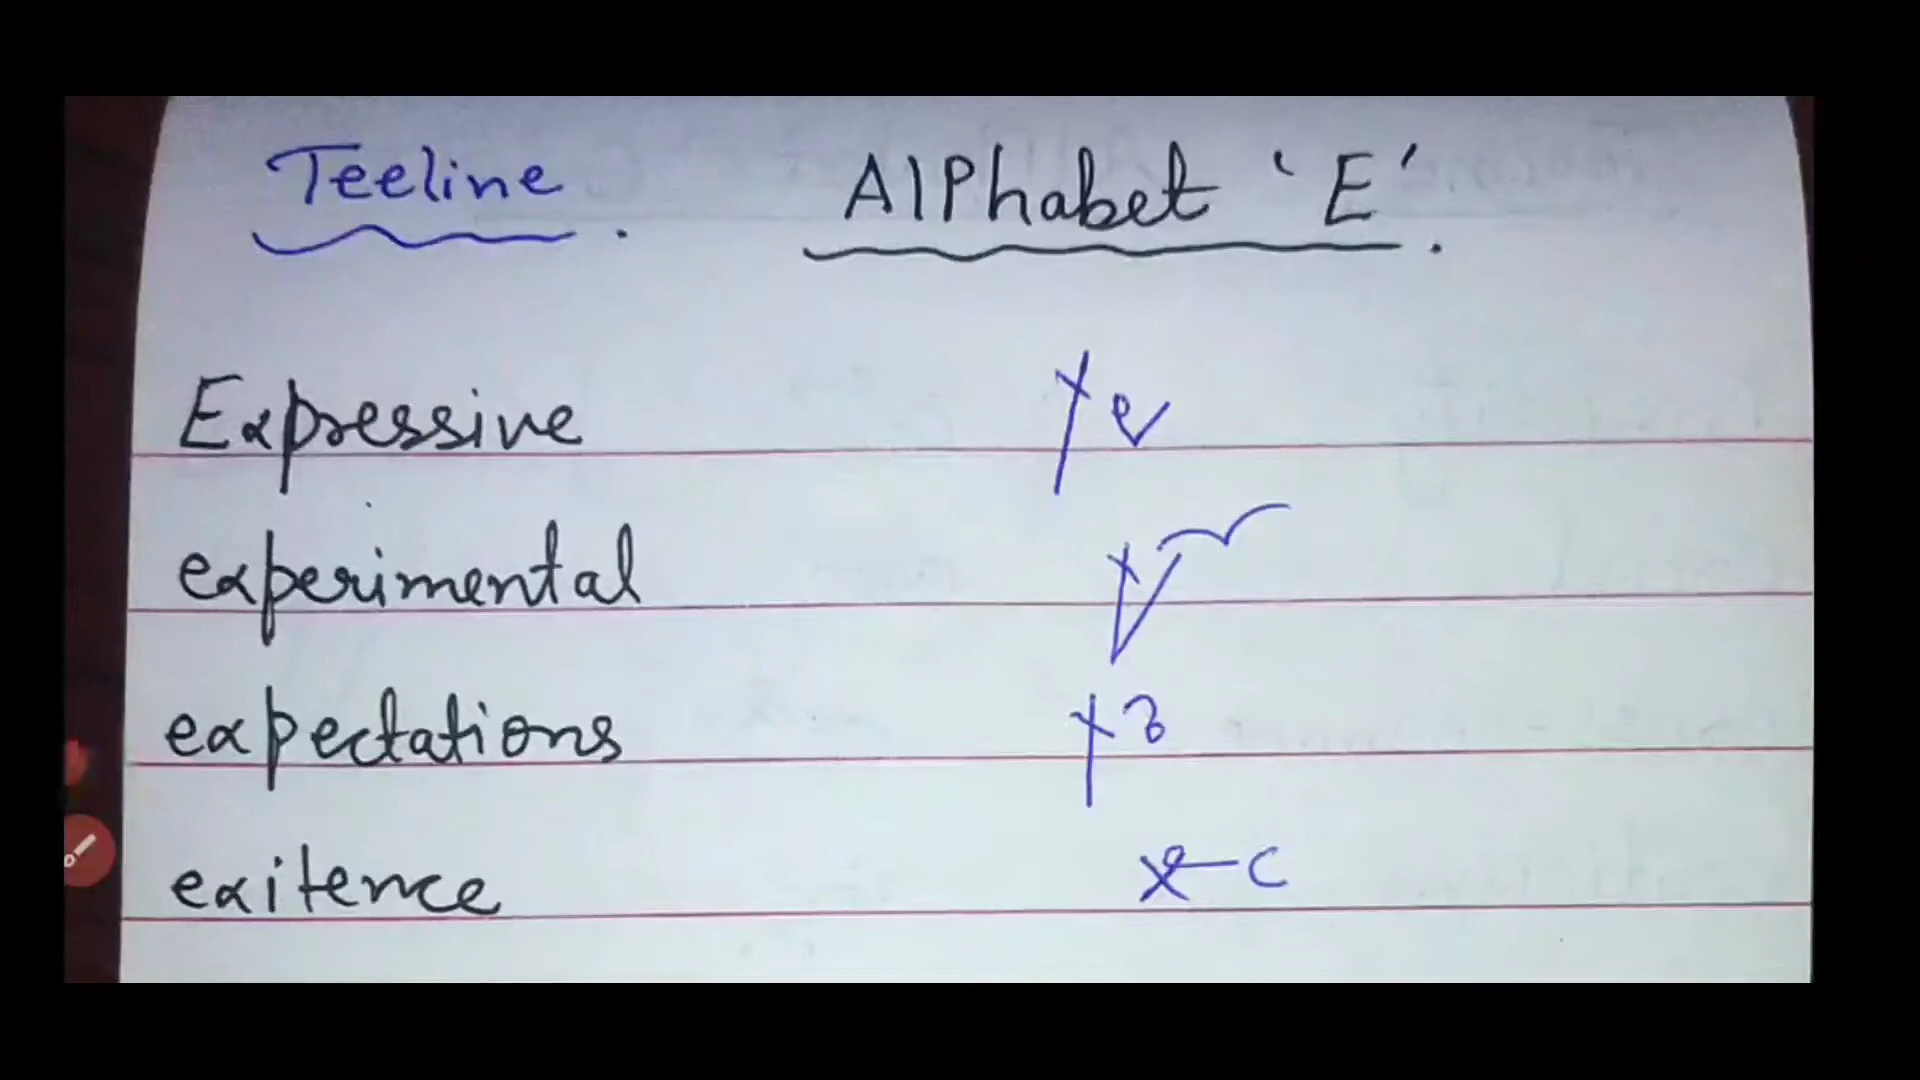 Teeline. Alphabet 'E'.
Expressive
experimental
expectations
exitence